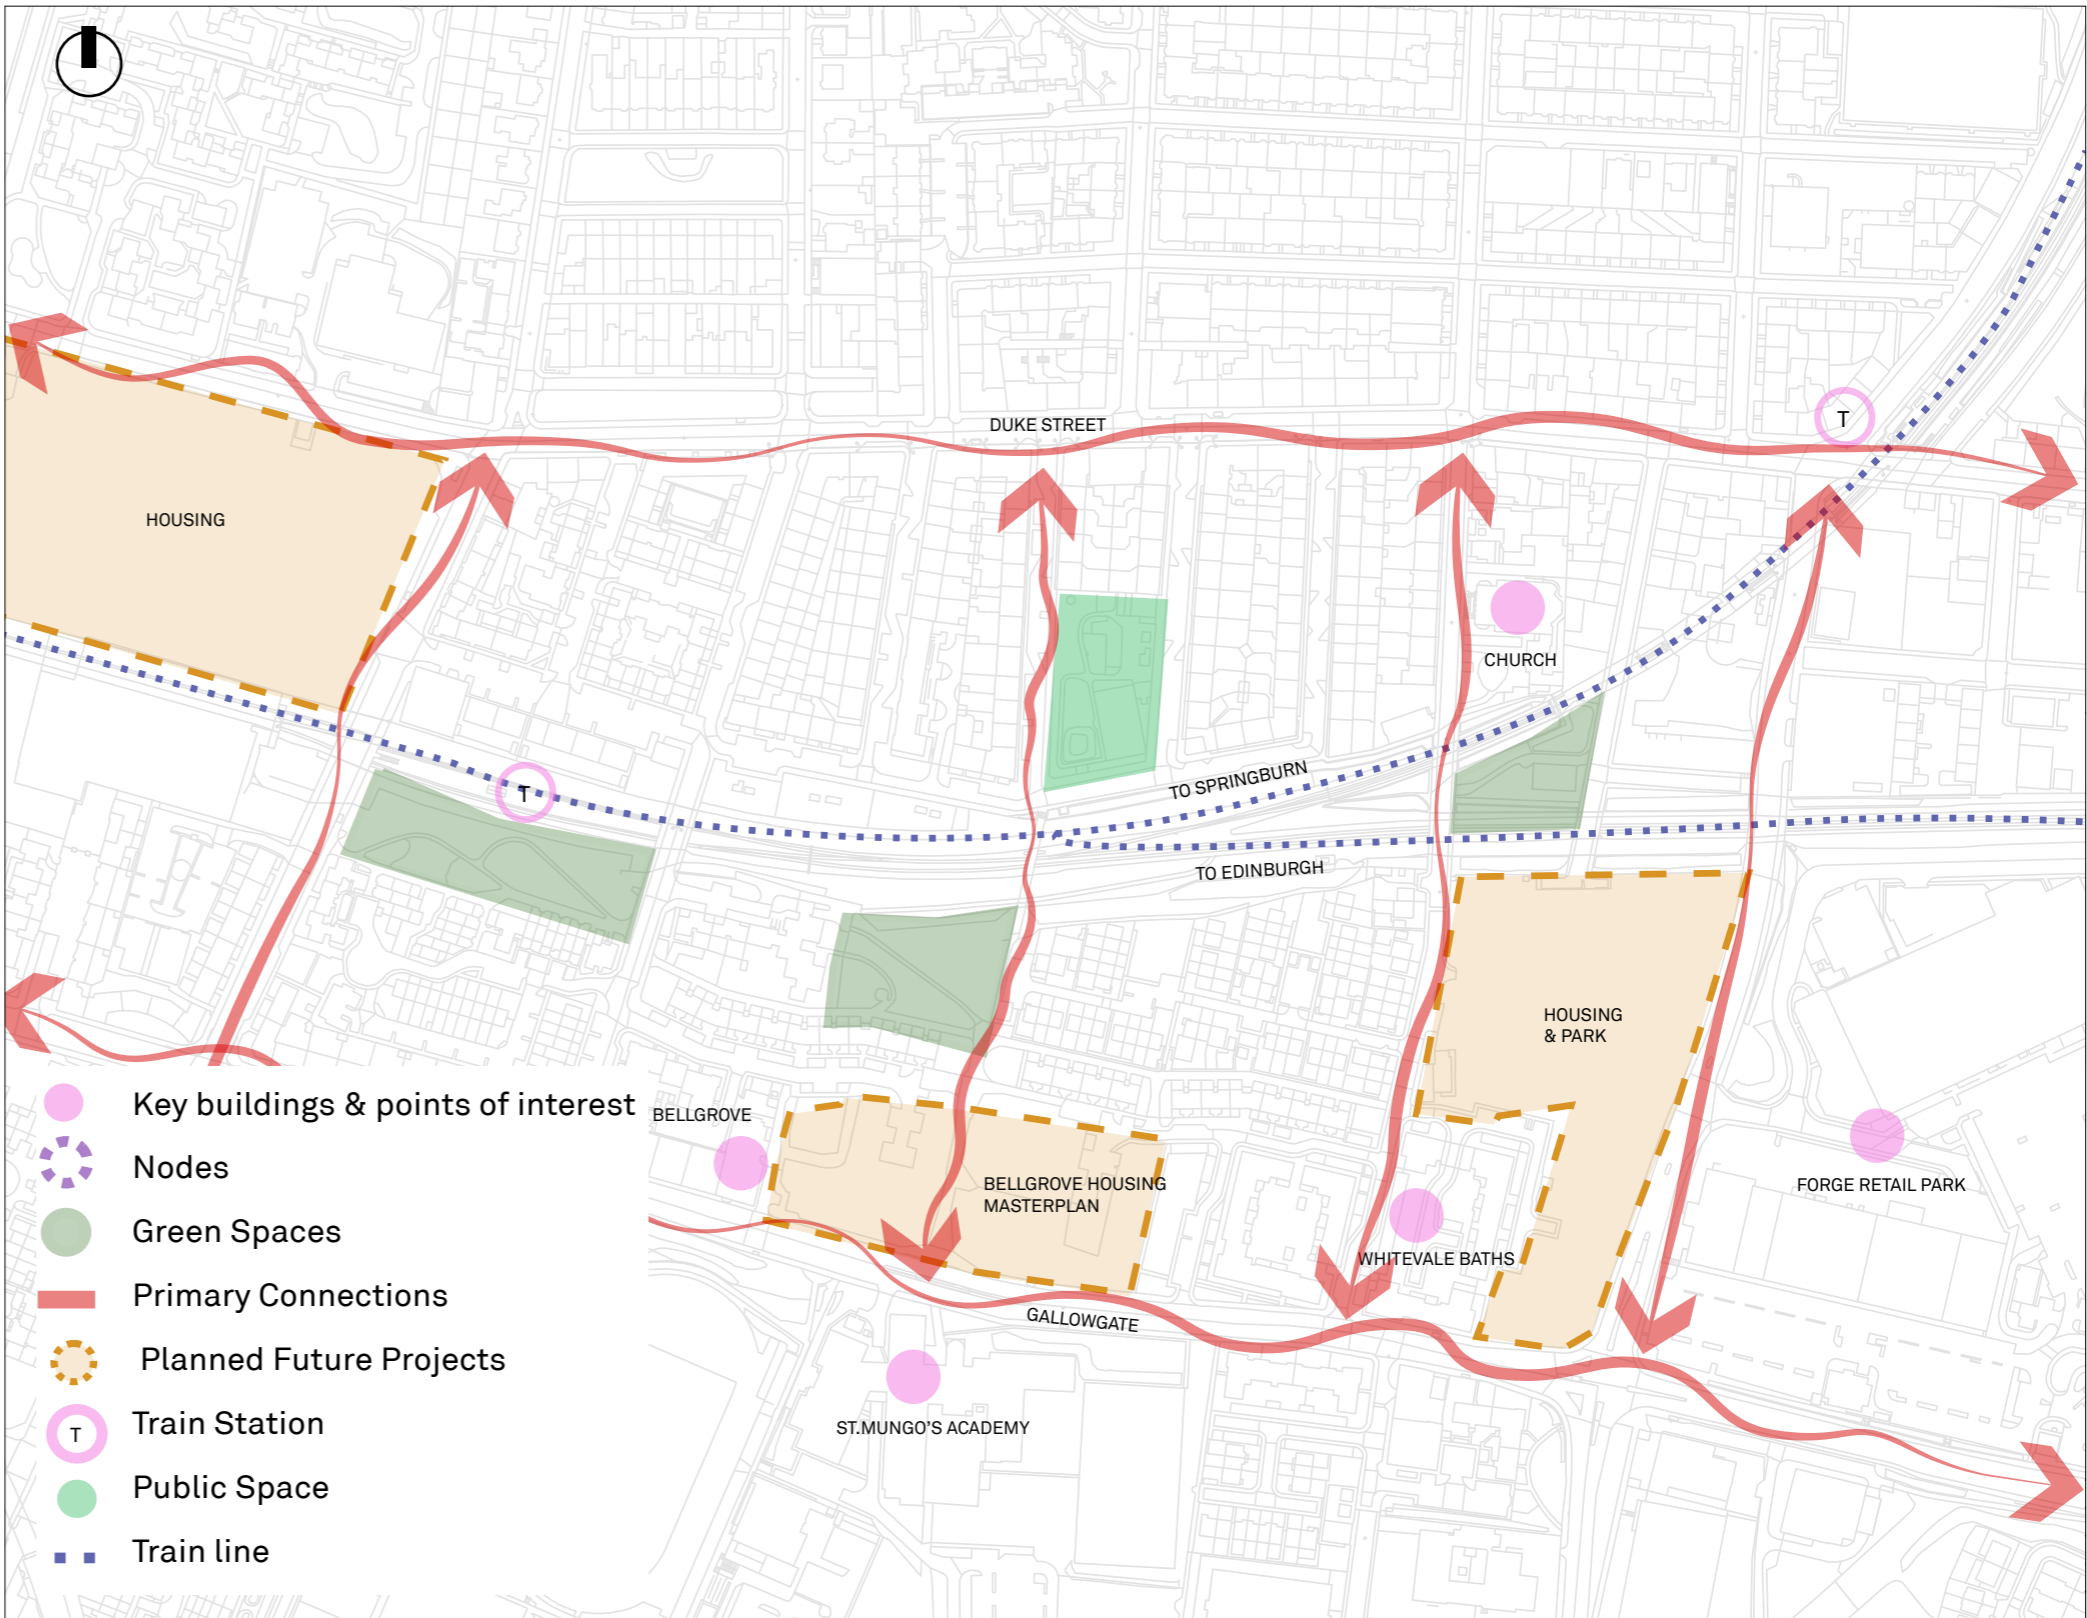 DUKE STREET
T
HOUSING
CHURCH
TO SPRINGBURN
T
TO EDINBURGH
HOUSING
& PARK
BELLGROVE
BELLGROVE HOUSING
MASTERPLAN
FORGE RETAIL PARK
WHITEVALE BATHS
GALLOWGATE
ST.MUNGO'S ACADEMY
Key buildings & points of interest
Nodes
Green Spaces
Primary Connections
Planned Future Projects
T
Train Station
Public Space
Train line